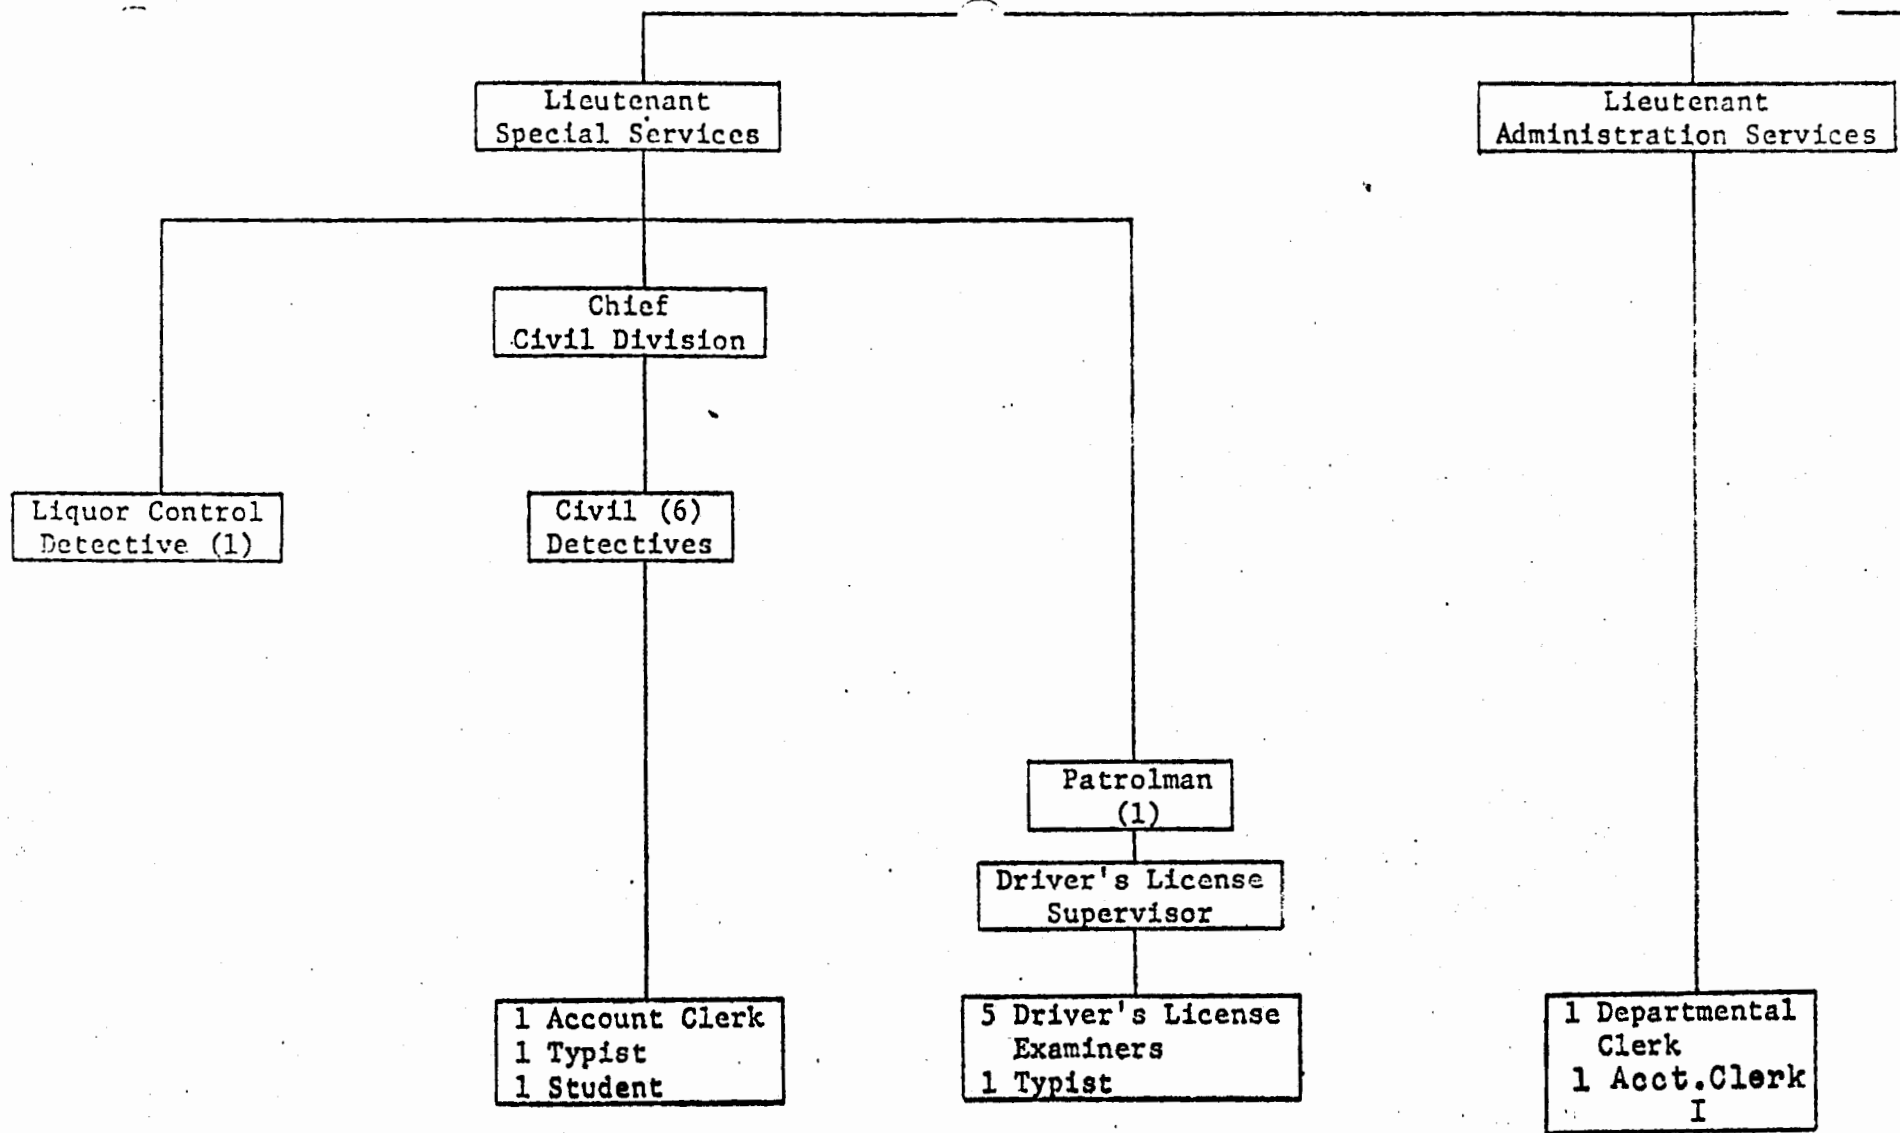 Lieutenant
Special Services
Lieutenant
Administration Services
Chief
Civil Division
Liquor Control
Detective (1)
Civil (6)
Detectives
Patrolman
(1)
Driver's License
Supervisor
1 Account Clerk
1 Typist
1 Student
5 Driver's License
Examiners
1 Typist
1 Departmental
Clerk
1 Acct.Clerk
I